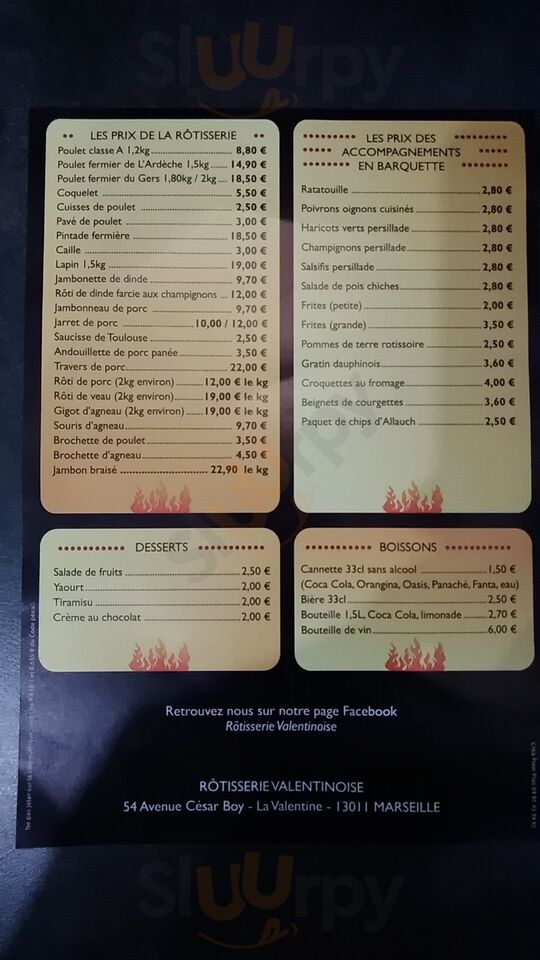 Sluurpy
LES PRIX DE LA RÔTISSERIE
Poulet classe A 1,2kg 8,80 €
Poulet fermier de L'Ardèche 1,5kg 14,90 €
Poulet fermier du Gers 1,80kg / 2kg 18,50 €
Coquelet 5,50 €
Cuisses de poulet 2,50 €
Pavé de poulet 3,00 €
Pintade fermière 18,50 €
Caille 3,00 €
Lapin 1,5kg 19,00 €
Jambonette de dinde 9,70 €
Rôti de dinde farcie aux champignons 12,00 €
Jambonneau de porc 9,70 €
Jarret de porc 10,00 / 12,00 €
Saucisse de Toulouse 2,50 €
Andouillette de porc panée 3,50 €
Travers de porc 22,00 €
Rôti de porc (2kg environ) 12,00 € le kg
Rôti de veau (2kg environ) 19,00 € le kg
Gigot d'agneau (2kg environ) 19,00 € le kg
Souris d'agneau 9,70 €
Brochette de poulet 3,50 €
Brochette d'agneau 4,50 €
Jambon braisé 22,90 le kg
LES PRIX DES
ACCOMPAGNEMENTS
EN BARQUETTE
Ratatouille 2,80 €
Poivrons oignons cuisinés 2,80 €
Haricots verts persillade 2,80 €
Champignons persillade 2,80 €
Salsifis persillade 2,80 €
Salade de pois chiches 2,80 €
Frites (petite) 2,00 €
Frites (grande) 3,50 €
Pommes de terre rotissoire 2,50 €
Gratin dauphinois 3,60 €
Croquettes au fromage 4,00 €
Beignets de courgettes 3,60 €
Paquet de chips d'Allauch 2,50 €
Sluurpy
DESSERTS
Salade de fruits 2,50 €
Yaourt 2,00 €
Tiramisu 2,00 €
Crème au chocolat 2,00 €
BOISSONS
Cannette 33cl sans alcool 1,50 €
(Coca Cola, Orangina, Oasis, Panaché, Fanta, eau)
Bière 33cl 2,50 €
Bouteille 1,5L, Coca Cola, limonade 2,70 €
Bouteille de vin 6,00 €
Retrouvez nous sur notre page Facebook
Rôtisserie Valentinoise
RÔTISSERIE VALENTINOISE
54 Avenue César Boy - La Valentine - 13011 MARSEILLE
Ne pas jeter sur la voie publique
du Code pénal
Sluurpy